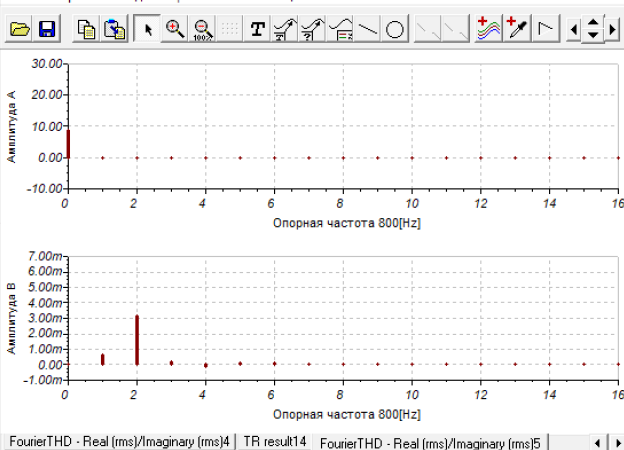 100%
T
30.00
20.00
10.00
0.00
-10.00
Амплитуда A
0 2 4 6 8 10 12 14 16
Опорная частота 800[Hz]
7.00m
6.00m
5.00m
4.00m
3.00m
2.00m
1.00m
0.00
-1.00m
Амплитуда B
0 2 4 6 8 10 12 14 16
Опорная частота 800[Hz]
FourierTHD - Real (rms)/Imaginary (rms)4 TR result14 FourierTHD - Real (rms)/Imaginary (rms)5